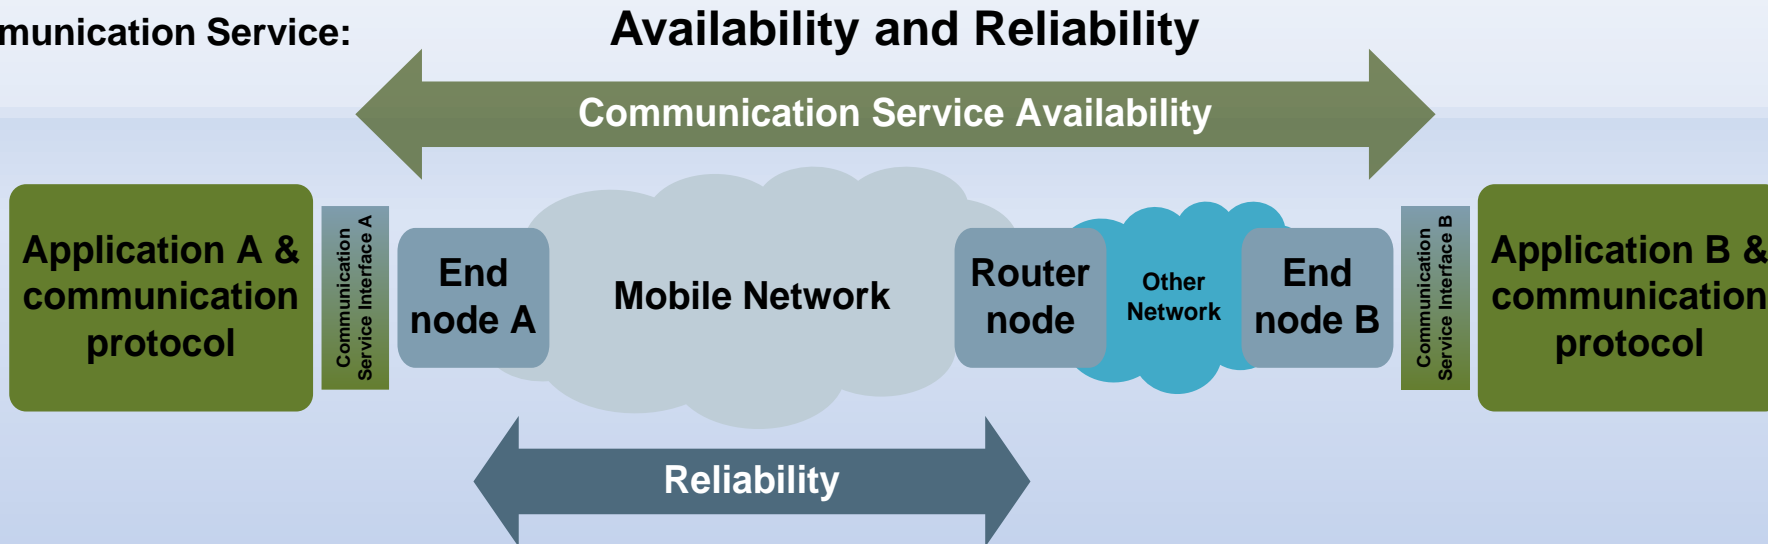 munication Service:
Availability and Reliability
Communication Service Availability
Application A &
communication
protocol
Communication
Service Interface A
End
node A
Mobile Network
Router
node
Other
Network
End
node B
Communication
Service Interface B
Application B &
communication
protocol
Reliability